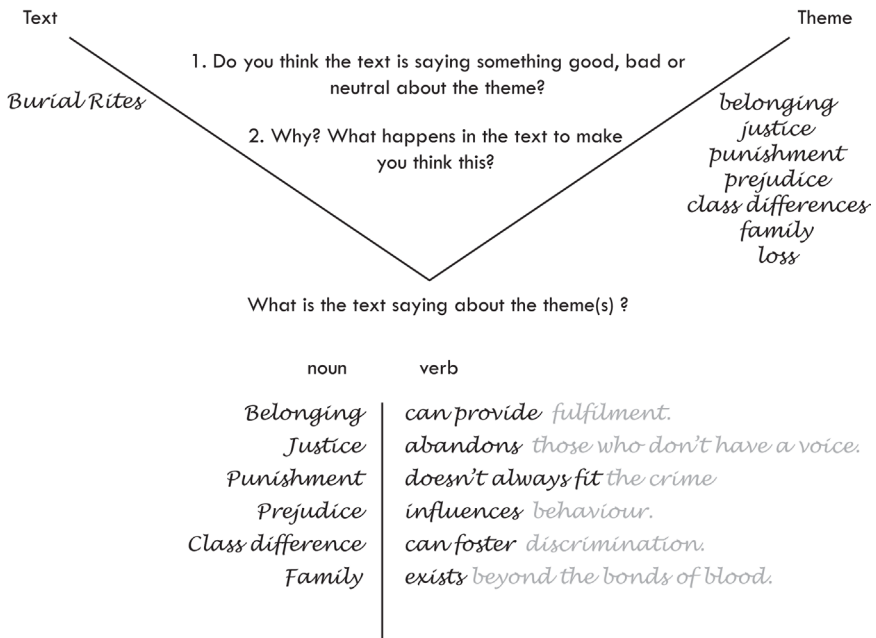 Text
Theme
1. Do you think the text is saying something good, bad or
neutral about the theme?
Burial Rites
2. Why? What happens in the text to make
you think this?
belonging
justice
punishment
prejudice
class differences
family
loss
What is the text saying about the theme(s) ?
noun verb
Belonging can provide fulfilment.
Justice abandons those who don't have a voice.
Punishment doesn't always fit the crime
Prejudice influences behaviour.
Class difference can foster discrimination.
Family exists beyond the bonds of blood.